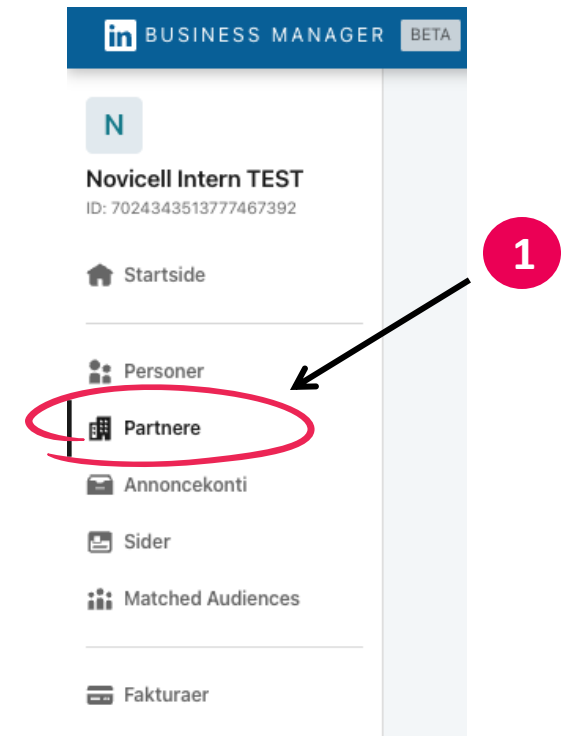 in BUSINESS MANAGER BETA
N
Novicell Intern TEST
ID: 7024343513777467392
1
Startside
Personer
Partnere
Annoncekonti
Sider
Matched Audiences
Fakturaer